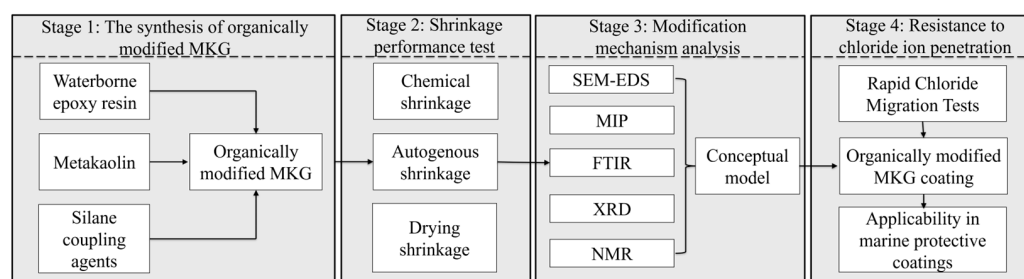 Stage 1: The synthesis of organically
modified MKG
Waterborne
epoxy resin
Metakaolin
Silane
coupling
agents
Organically
modified MKG
Stage 2: Shrinkage
performance test
Chemical
shrinkage
Autogenous
shrinkage
Drying
shrinkage
Stage 3: Modification
mechanism analysis
SEM-EDS
MIP
FTIR
XRD
NMR
Conceptual
model
Stage 4: Resistance to
chloride ion penetration
Rapid Chloride
Migration Tests
Organically modified
MKG coating
Applicability in
marine protective
coatings